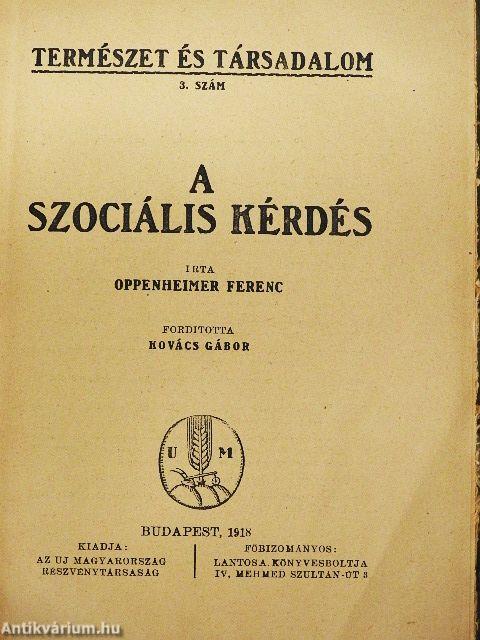 TERMÉSZET ÉS TÁRSADALOM
3. SZÁM
A
SZOCIÁLIS KÉRDÉS
IRTA
OPPENHEIMER FERENC
FORDITOTTA
KOVÁCS GÁBOR
U M
BUDAPEST, 1918
KIADJA:
AZ UJ MAGYARORSZÁG
RÉSZVÉNYTÁRSASÁG
FŐBIZOMÁNYOS:
LANTOS A. KÖNYVESBOLTJA
IV, MEHMED SZULTÁN-ÚT 3
Antikvárium.hu